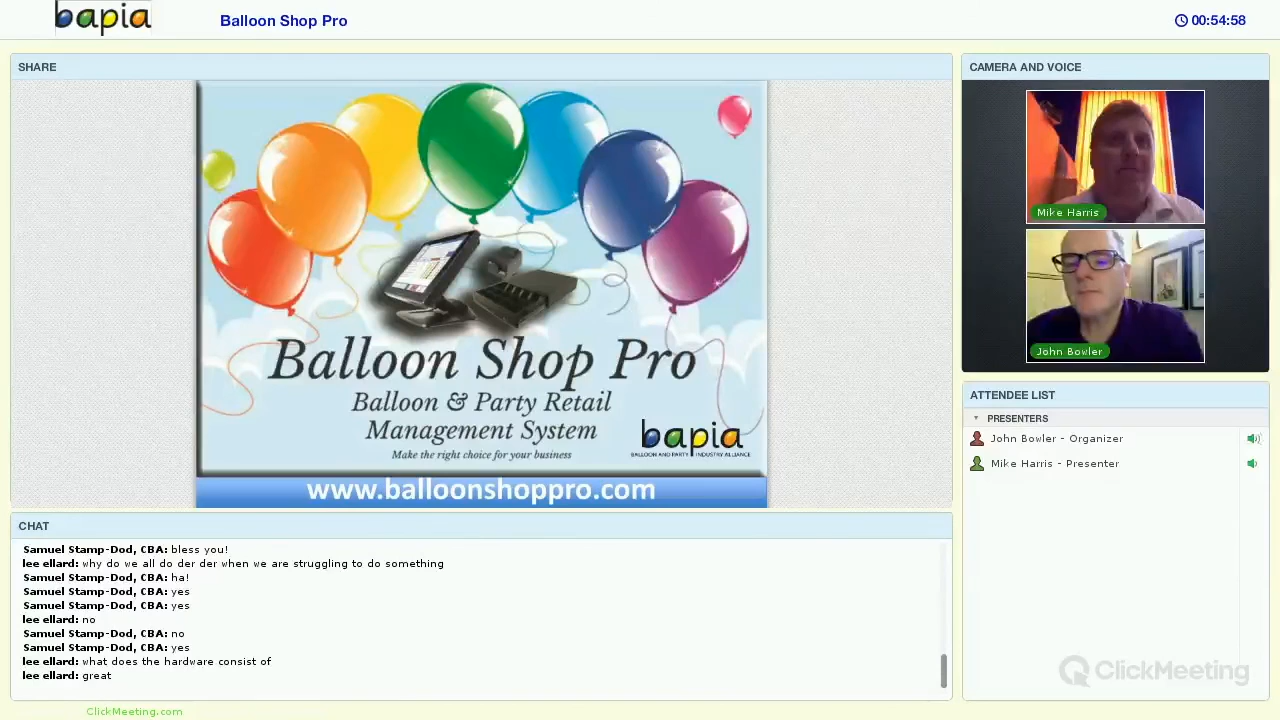 bapia
Balloon Shop Pro
00:54:58
SHARE
CAMERA AND VOICE
Mike Harris
John Bowler
Balloon Shop Pro
Balloon & Party Retail
Management System
Make the right choice for your business
bapia
BALLOON AND PARTY INDUSTRY ALLIANCE
www.balloonshoppro.com
ATTENDEE LIST
PRESENTERS
John Bowler - Organizer
Mike Harris - Presenter
CHAT
Samuel Stamp-Dod, CBA: bless you!
lee ellard: why do we all do der der when we are struggling to do something
Samuel Stamp-Dod, CBA: ha!
Samuel Stamp-Dod, CBA: yes
Samuel Stamp-Dod, CBA: yes
lee ellard: no
Samuel Stamp-Dod, CBA: no
Samuel Stamp-Dod, CBA: yes
lee ellard: what does the hardware consist of
lee ellard: great
ClickMeeting
ClickMeeting.com